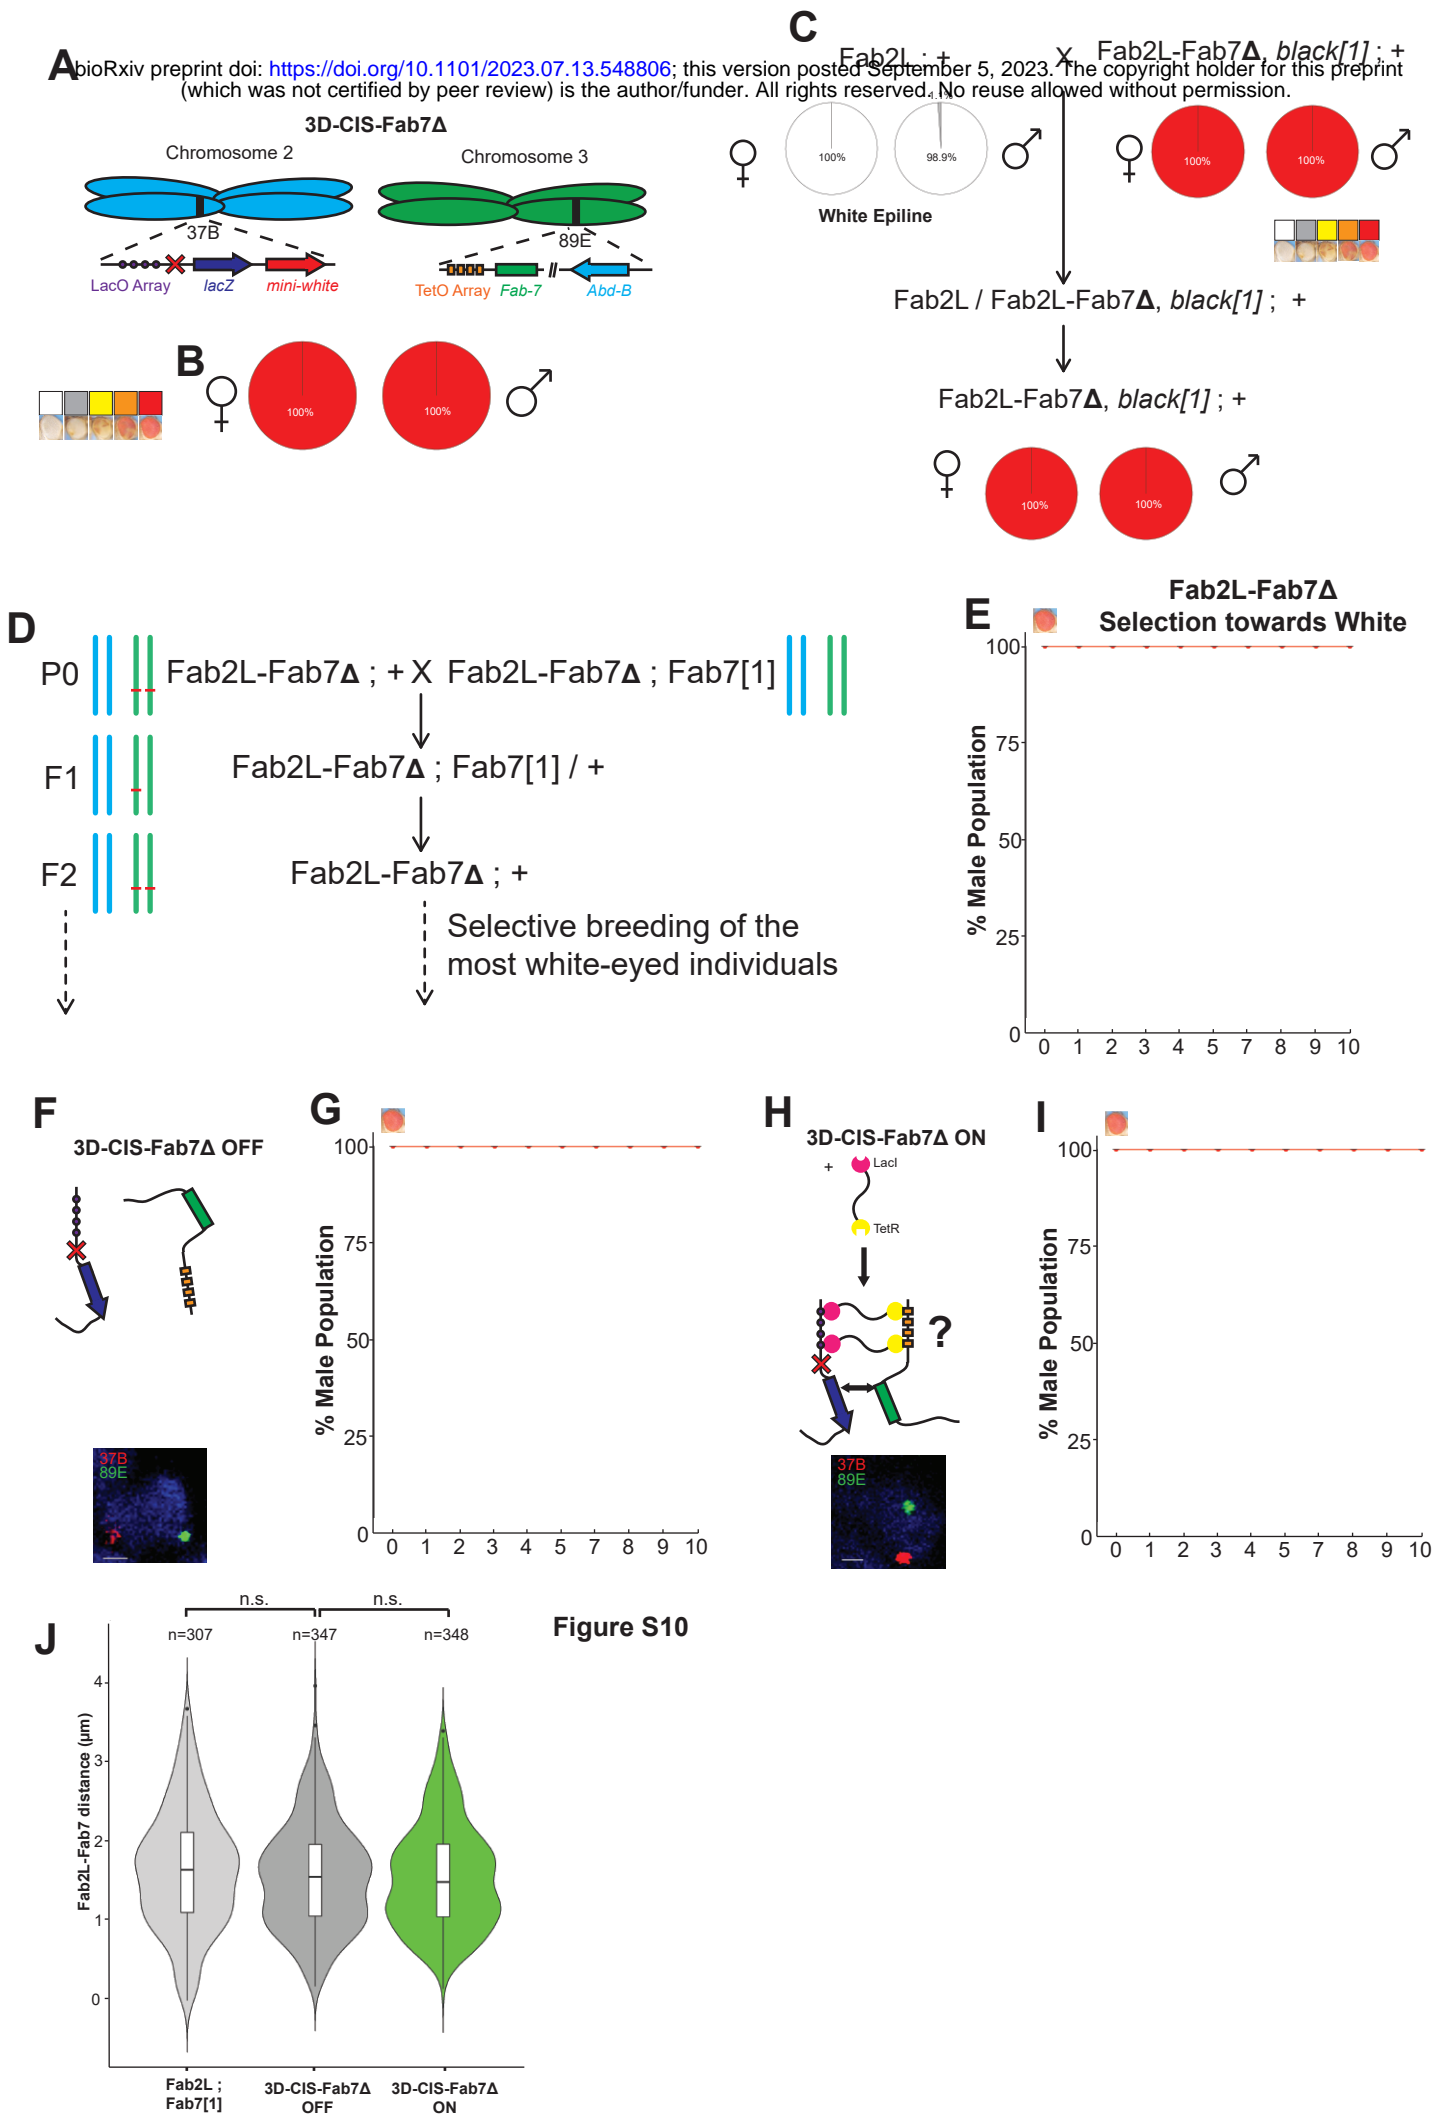 A
bioRxiv preprint doi: https://doi.org/10.1101/2023.07.13.548806; this version posted September 5, 2023. The copyright holder for this preprint
(which was not certified by peer review) is the author/funder. All rights reserved. No reuse allowed without permission.
3D-CIS-Fab7Δ
Chromosome 2
Chromosome 3
37B
89E
LacO Array
lacZ
mini-white
TetO Array
Fab-7
//
Abd-B
B
♀
100%
100%
♂
C
Fab2L ; +
X
Fab2L-Fab7Δ, black[1] ; +
♀
100%
1.1%
98.9%
♂
White Epiline
♀
100%
100%
♂
Fab2L / Fab2L-Fab7Δ, black[1] ; +
Fab2L-Fab7Δ, black[1] ; +
♀
100%
100%
♂
D
P0
Fab2L-Fab7Δ ; + X Fab2L-Fab7Δ ; Fab7[1]
F1
Fab2L-Fab7Δ ; Fab7[1] / +
F2
Fab2L-Fab7Δ ; +
Selective breeding of the
most white-eyed individuals
E
Fab2L-Fab7Δ
Selection towards White
% Male Population
100
75
50
25
0
0 1 2 3 4 5 7 8 9 10
F
3D-CIS-Fab7Δ OFF
37B
89E
G
% Male Population
100
75
50
25
0
0 1 2 3 4 5 7 8 9 10
H
3D-CIS-Fab7Δ ON
+
LacI
TetR
?
37B
89E
I
% Male Population
100
75
50
25
0
0 1 2 3 4 5 6 7 8 9 10
J
n.s.
n.s.
n=307
n=347
n=348
Fab2L-Fab7 distance (μm)
4
3
2
1
0
Fab2L ;
Fab7[1]
3D-CIS-Fab7Δ
OFF
3D-CIS-Fab7Δ
ON
Figure S10